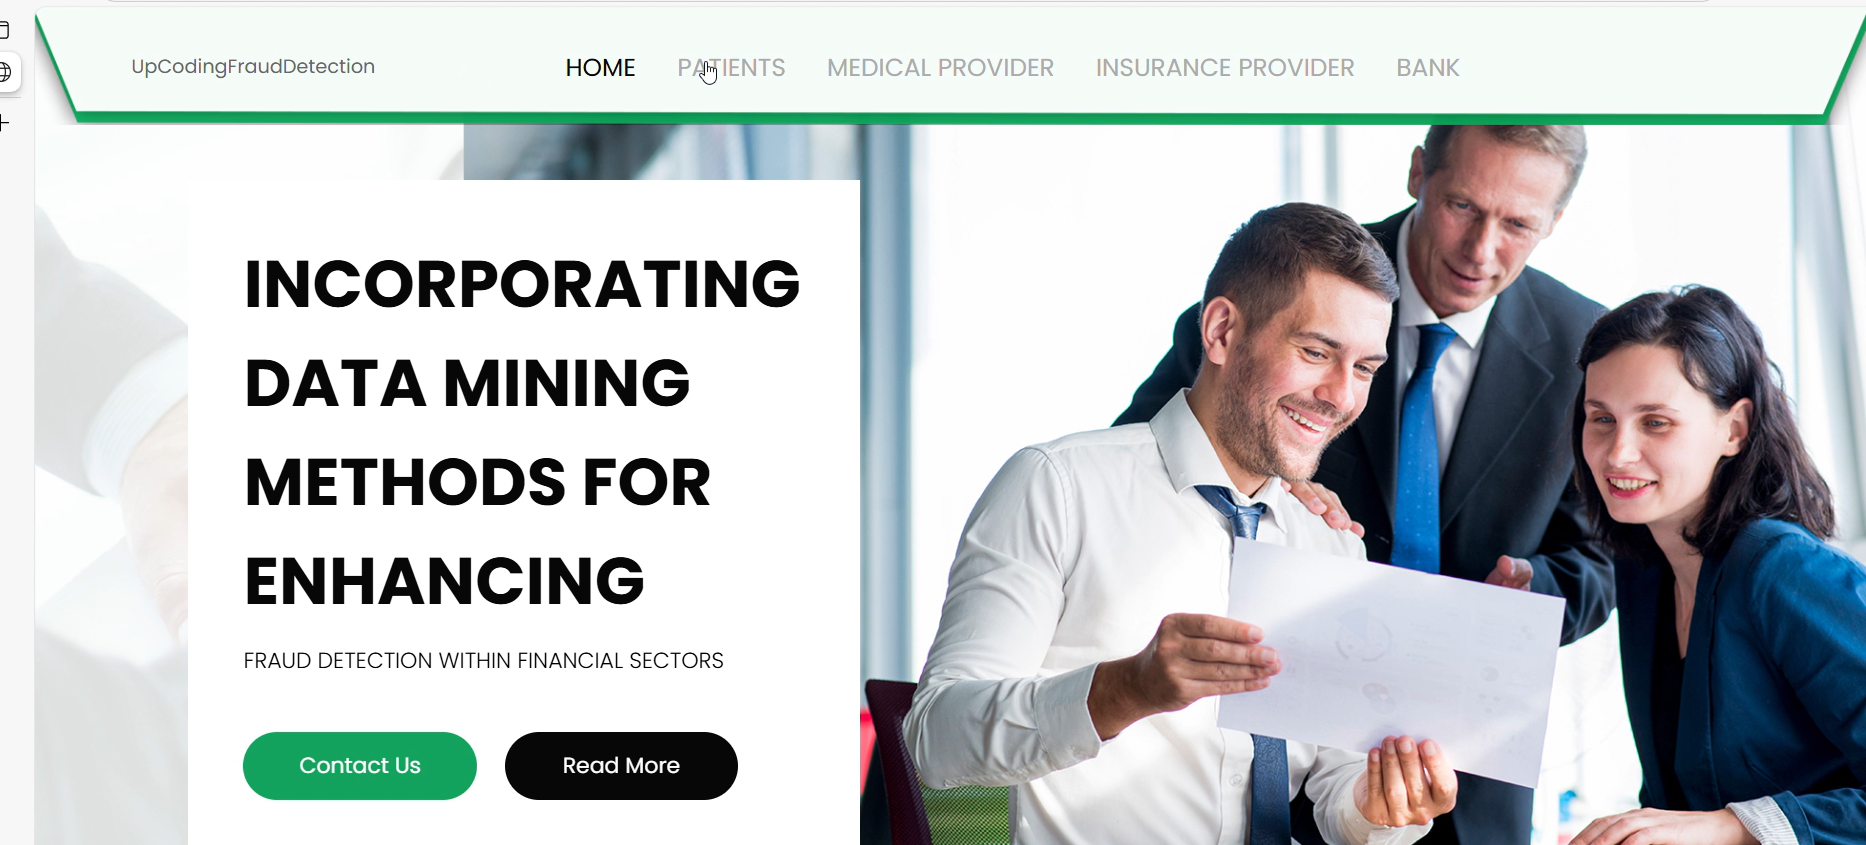 UpCodingFraudDetection
HOME PATIENTS MEDICAL PROVIDER INSURANCE PROVIDER BANK
INCORPORATING
DATA MINING
METHODS FOR
ENHANCING
FRAUD DETECTION WITHIN FINANCIAL SECTORS
Contact Us Read More